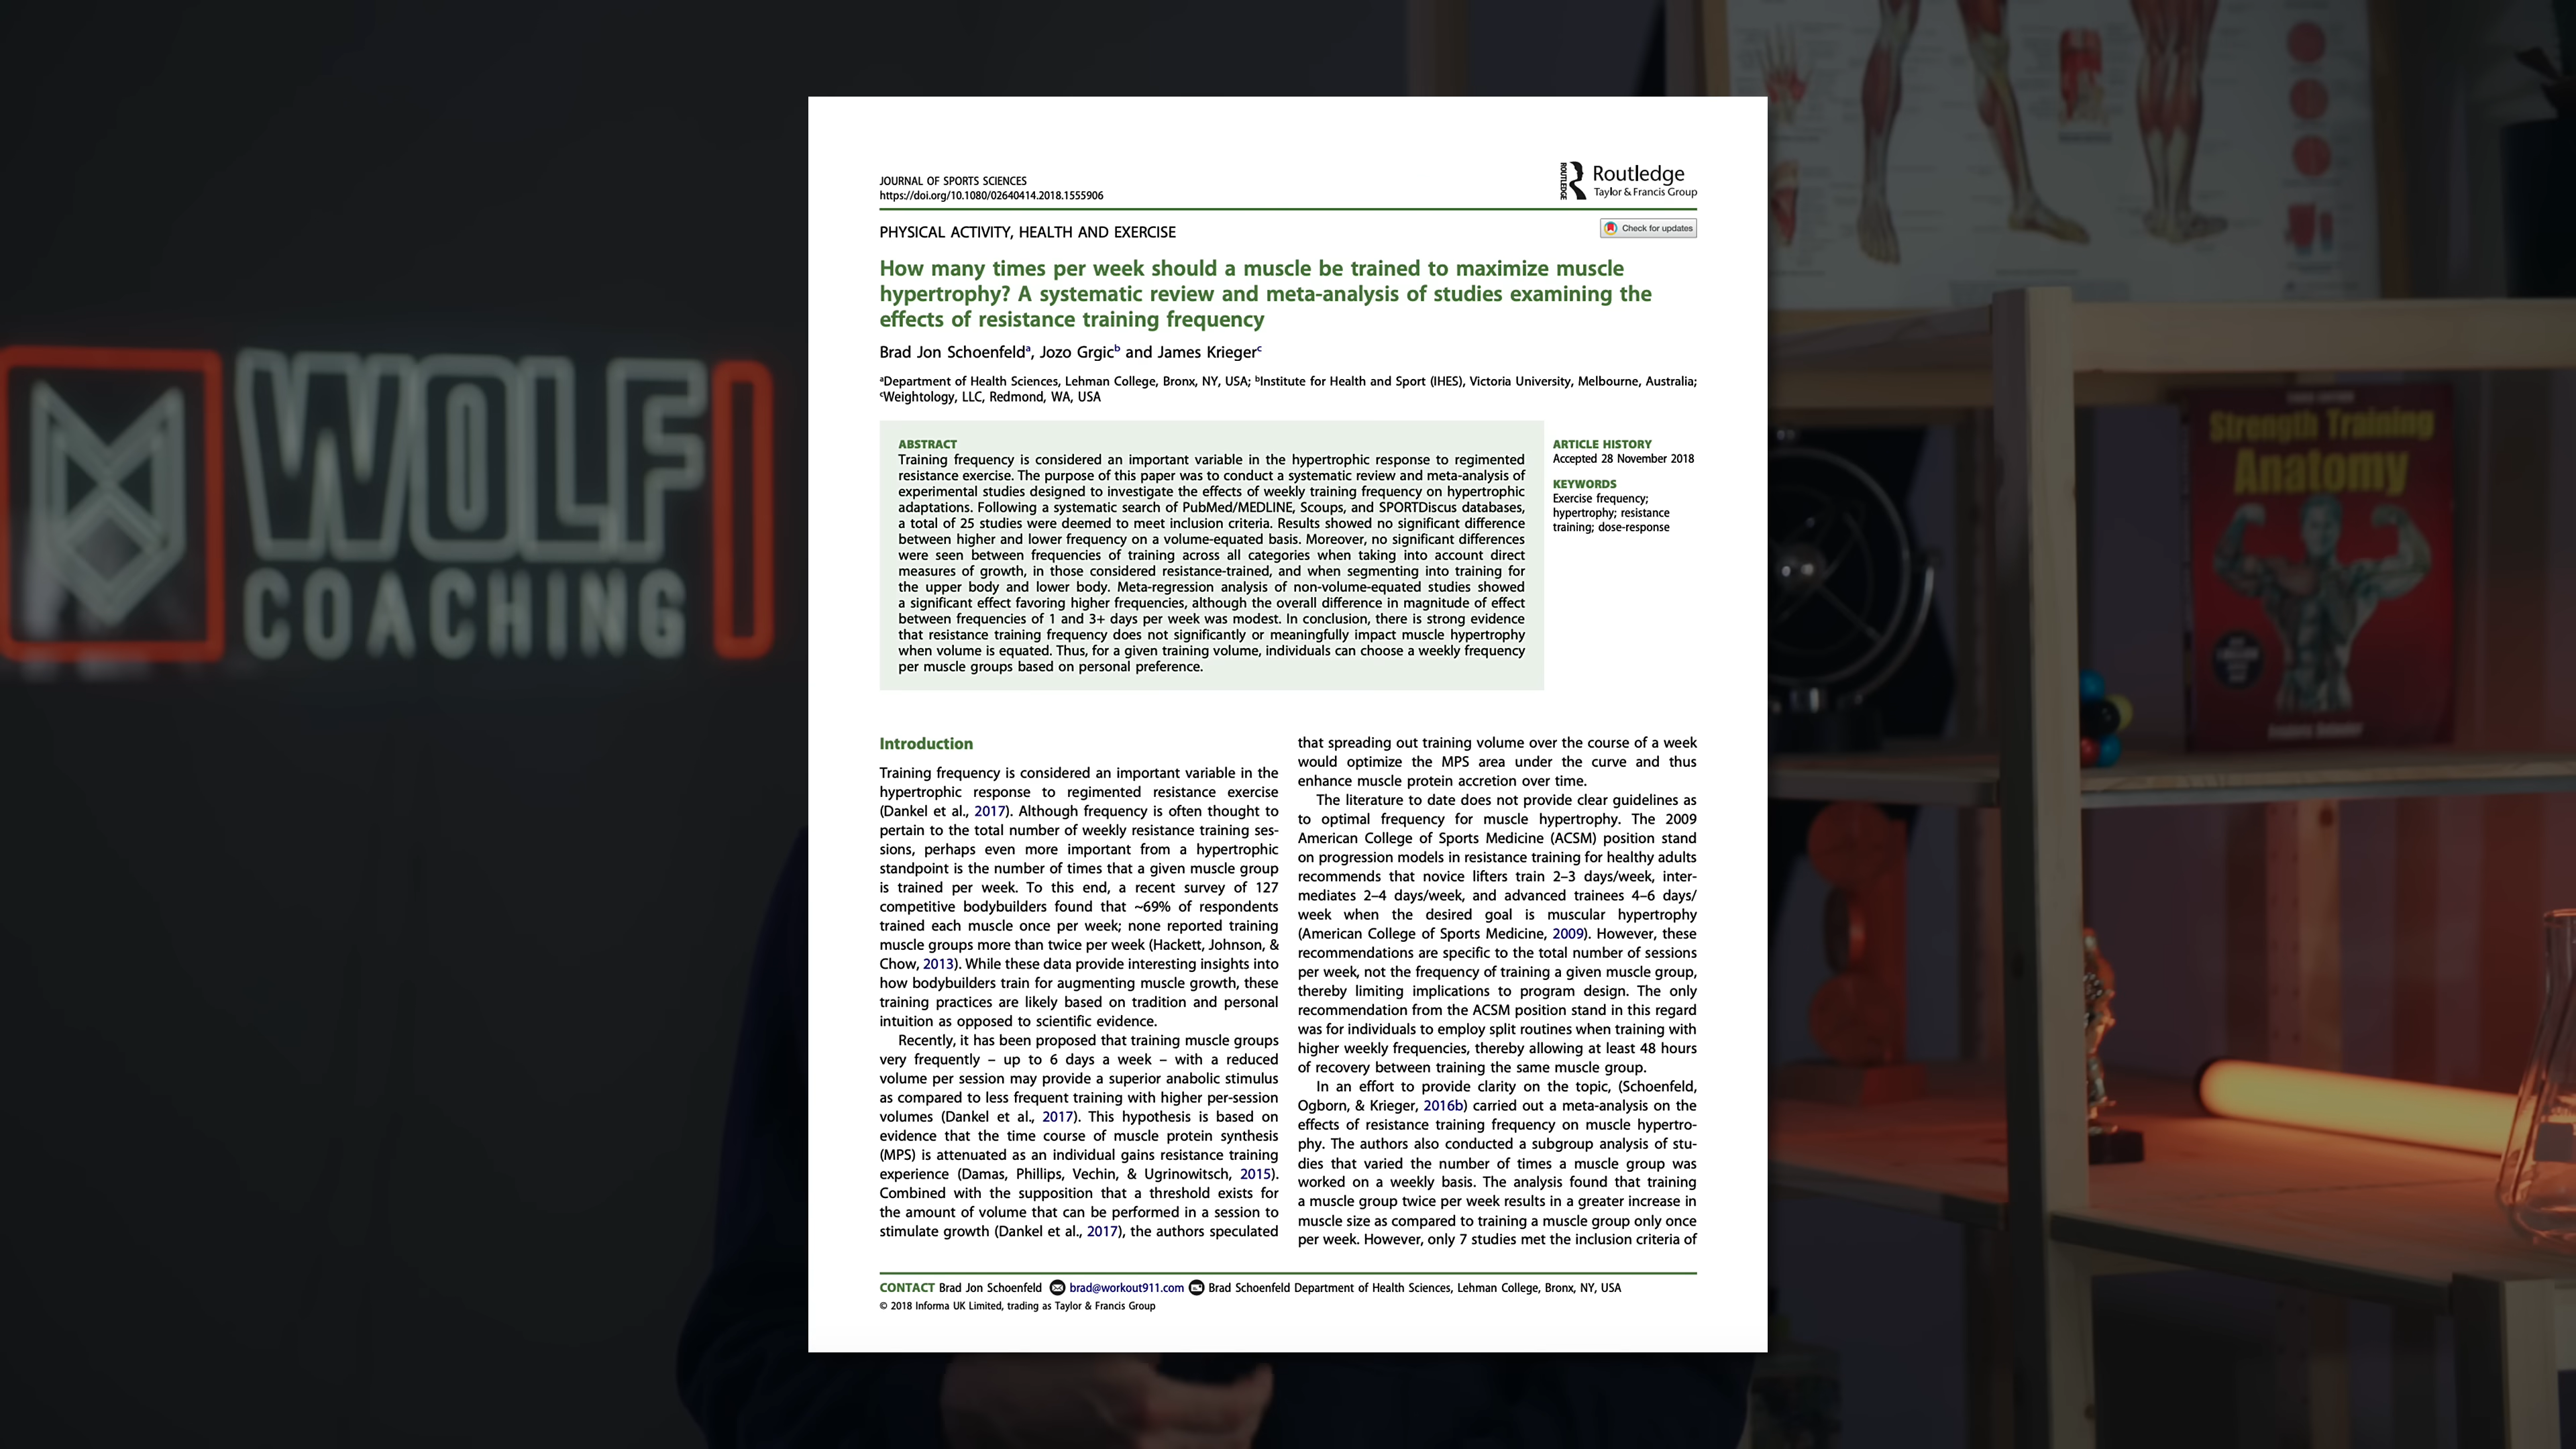 WOLF
COACHING
JOURNAL OF SPORTS SCIENCES
https://doi.org/10.1080/02640414.2018.1555906
ROUTLEDGE
Routledge
Taylor & Francis Group
PHYSICAL ACTIVITY, HEALTH AND EXERCISE
Check for updates
How many times per week should a muscle be trained to maximize muscle
hypertrophy? A systematic review and meta-analysis of studies examining the
effects of resistance training frequency
Brad Jon Schoenfeldᵃ, Jozo Grgicᵇ and James Kriegerᶜ
ᵃDepartment of Health Sciences, Lehman College, Bronx, NY, USA; ᵇInstitute for Health and Sport (IHES), Victoria University, Melbourne, Australia;
ᶜWeightology, LLC, Redmond, WA, USA
ABSTRACT
Training frequency is considered an important variable in the hypertrophic response to regimented
resistance exercise. The purpose of this paper was to conduct a systematic review and meta-analysis of
experimental studies designed to investigate the effects of weekly training frequency on hypertrophic
adaptations. Following a systematic search of PubMed/MEDLINE, Scoups, and SPORTDiscus databases,
a total of 25 studies were deemed to meet inclusion criteria. Results showed no significant difference
between higher and lower frequency on a volume-equated basis. Moreover, no significant differences
were seen between frequencies of training across all categories when taking into account direct
measures of growth, in those considered resistance-trained, and when segmenting into training for
the upper body and lower body. Meta-regression analysis of non-volume-equated studies showed
a significant effect favoring higher frequencies, although the overall difference in magnitude of effect
between frequencies of 1 and 3+ days per week was modest. In conclusion, there is strong evidence
that resistance training frequency does not significantly or meaningfully impact muscle hypertrophy
when volume is equated. Thus, for a given training volume, individuals can choose a weekly frequency
per muscle groups based on personal preference.
ARTICLE HISTORY
Accepted 28 November 2018
KEYWORDS
Exercise frequency;
hypertrophy; resistance
training; dose-response
Introduction
Training frequency is considered an important variable in the
hypertrophic response to regimented resistance exercise
(Dankel et al., 2017). Although frequency is often thought to
pertain to the total number of weekly resistance training ses-
sions, perhaps even more important from a hypertrophic
standpoint is the number of times that a given muscle group
is trained per week. To this end, a recent survey of 127
competitive bodybuilders found that ~69% of respondents
trained each muscle once per week; none reported training
muscle groups more than twice per week (Hackett, Johnson, &
Chow, 2013). While these data provide interesting insights into
how bodybuilders train for augmenting muscle growth, these
training practices are likely based on tradition and personal
intuition as opposed to scientific evidence.
Recently, it has been proposed that training muscle groups
very frequently – up to 6 days a week – with a reduced
volume per session may provide a superior anabolic stimulus
as compared to less frequent training with higher per-session
volumes (Dankel et al., 2017). This hypothesis is based on
evidence that the time course of muscle protein synthesis
(MPS) is attenuated as an individual gains resistance training
experience (Damas, Phillips, Vechin, & Ugrinowitsch, 2015).
Combined with the supposition that a threshold exists for
the amount of volume that can be performed in a session to
stimulate growth (Dankel et al., 2017), the authors speculated
that spreading out training volume over the course of a week
would optimize the MPS area under the curve and thus
enhance muscle protein accretion over time.
The literature to date does not provide clear guidelines as
to optimal frequency for muscle hypertrophy. The 2009
American College of Sports Medicine (ACSM) position stand
on progression models in resistance training for healthy adults
recommends that novice lifters train 2–3 days/week, inter-
mediates 2–4 days/week, and advanced trainees 4–6 days/
week when the desired goal is muscular hypertrophy
(American College of Sports Medicine, 2009). However, these
recommendations are specific to the total number of sessions
per week, not the frequency of training a given muscle group,
thereby limiting implications to program design. The only
recommendation from the ACSM position stand in this regard
was for individuals to employ split routines when training with
higher weekly frequencies, thereby allowing at least 48 hours
of recovery between training the same muscle group.
In an effort to provide clarity on the topic, (Schoenfeld,
Ogborn, & Krieger, 2016b) carried out a meta-analysis on the
effects of resistance training frequency on muscle hypertro-
phy. The authors also conducted a subgroup analysis of stu-
dies that varied the number of times a muscle group was
worked on a weekly basis. The analysis found that training
a muscle group twice per week results in a greater increase in
muscle size as compared to training a muscle group only once
per week. However, only 7 studies met the inclusion criteria of
CONTACT Brad Jon Schoenfeld brad@workout911.com Brad Schoenfeld Department of Health Sciences, Lehman College, Bronx, NY, USA
© 2018 Informa UK Limited, trading as Taylor & Francis Group
Strength Training
Anatomy